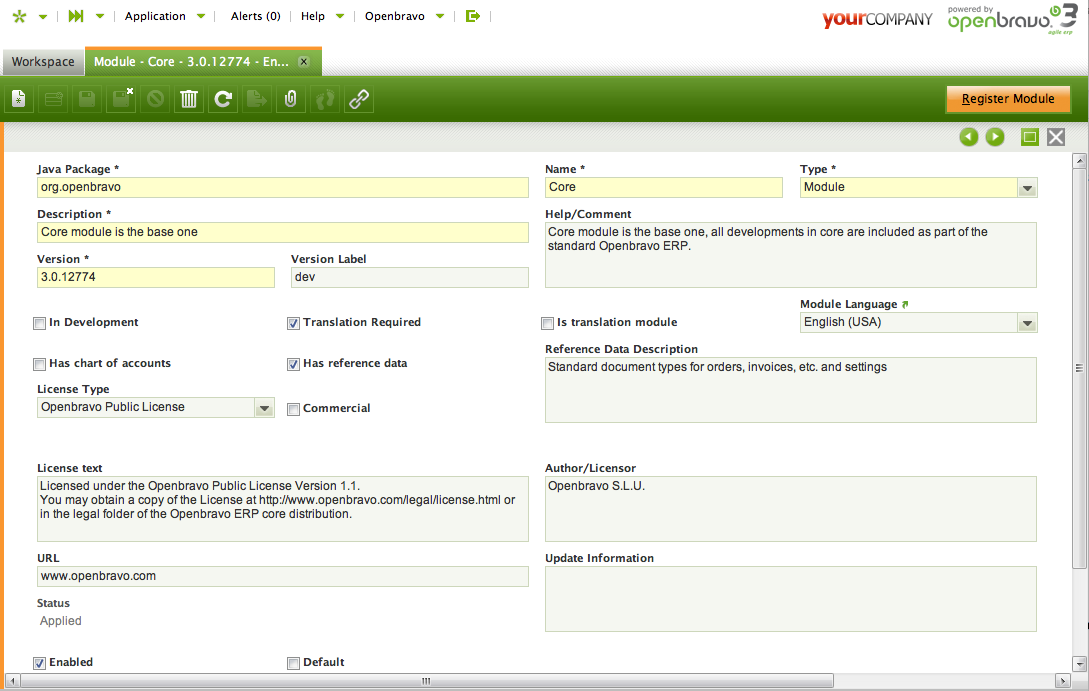 Application Alerts (0) Help Openbravo
yourCOMPANY
powered by
openbravo 3
agile erp
Workspace
Module - Core - 3.0.12774 - En...
Register Module
Java Package *
Name *
Type *
org.openbravo
Core
Module
Description *
Help/Comment
Core module is the base one
Core module is the base one, all developments in core are included as part of the
standard Openbravo ERP.
Version *
Version Label
3.0.12774
dev
Module Language
In Development
Translation Required
Is translation module
English (USA)
Has chart of accounts
Has reference data
Reference Data Description
Standard document types for orders, invoices, etc. and settings
License Type
Openbravo Public License
Commercial
License text
Author/Licensor
Licensed under the Openbravo Public License Version 1.1.
You may obtain a copy of the License at http://www.openbravo.com/legal/license.html or
in the legal folder of the Openbravo ERP core distribution.
Openbravo S.L.U.
URL
Update Information
www.openbravo.com
Status
Applied
Enabled
Default